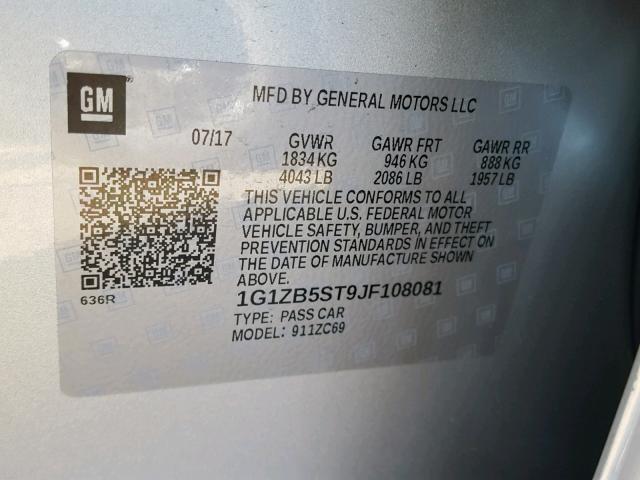 GM
MFD BY GENERAL MOTORS LLC
07/17 GVWR GAWR FRT GAWR RR
1834 KG 946 KG 888 KG
4043 LB 2086 LB 1957 LB
THIS VEHICLE CONFORMS TO ALL
APPLICABLE U.S. FEDERAL MOTOR
VEHICLE SAFETY, BUMPER, AND THEFT
PREVENTION STANDARDS IN EFFECT ON
THE DATE OF MANUFACTURE SHOWN
ABOVE.
636R
1G1ZB5ST9JF108081
TYPE: PASS CAR
MODEL: 911ZC69